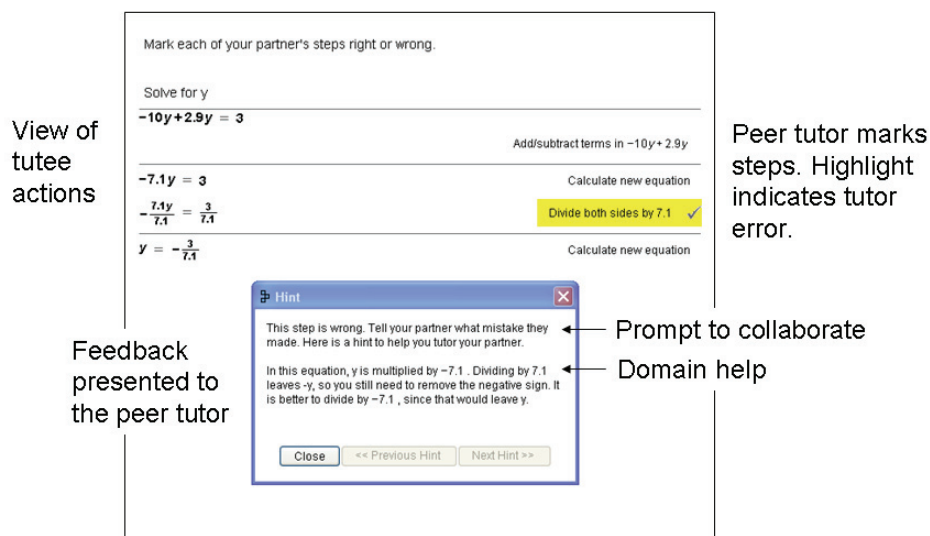 Mark each of your partner's steps right or wrong.
Solve for y
-10y+2.9y = 3
Add/subtract terms in -10y+ 2.9y
-7.1y = 3
Calculate new equation
-7.1y/7.1 = 3/7.1
Divide both sides by 7.1 ✓
y = -3/7.1
Calculate new equation
View of
tutee
actions
Peer tutor marks
steps. Highlight
indicates tutor
error.
Hint
This step is wrong. Tell your partner what mistake they
made. Here is a hint to help you tutor your partner.
In this equation, y is multiplied by -7.1 . Dividing by 7.1
leaves -y, so you still need to remove the negative sign. It
is better to divide by -7.1 , since that would leave y.
Close << Previous Hint Next Hint >>
Prompt to collaborate
Domain help
Feedback
presented to
the peer tutor